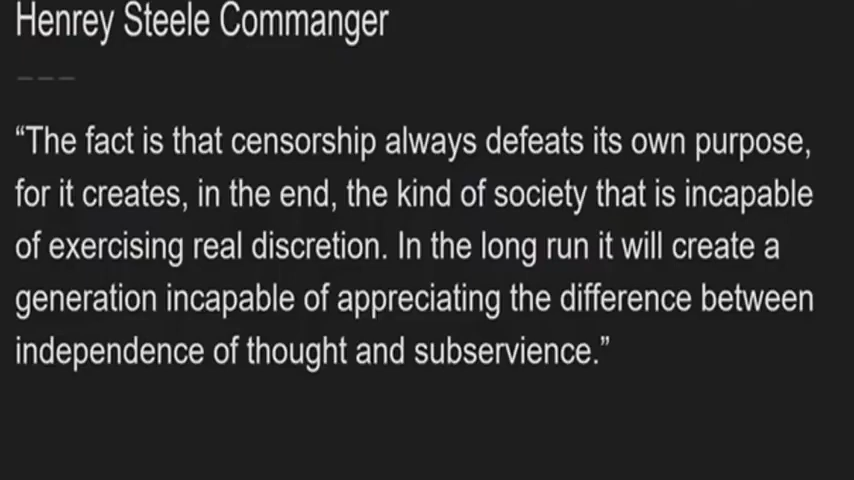 Henrey Steele Commanger
“The fact is that censorship always defeats its own purpose,
for it creates, in the end, the kind of society that is incapable
of exercising real discretion. In the long run it will create a
generation incapable of appreciating the difference between
independence of thought and subservience.”